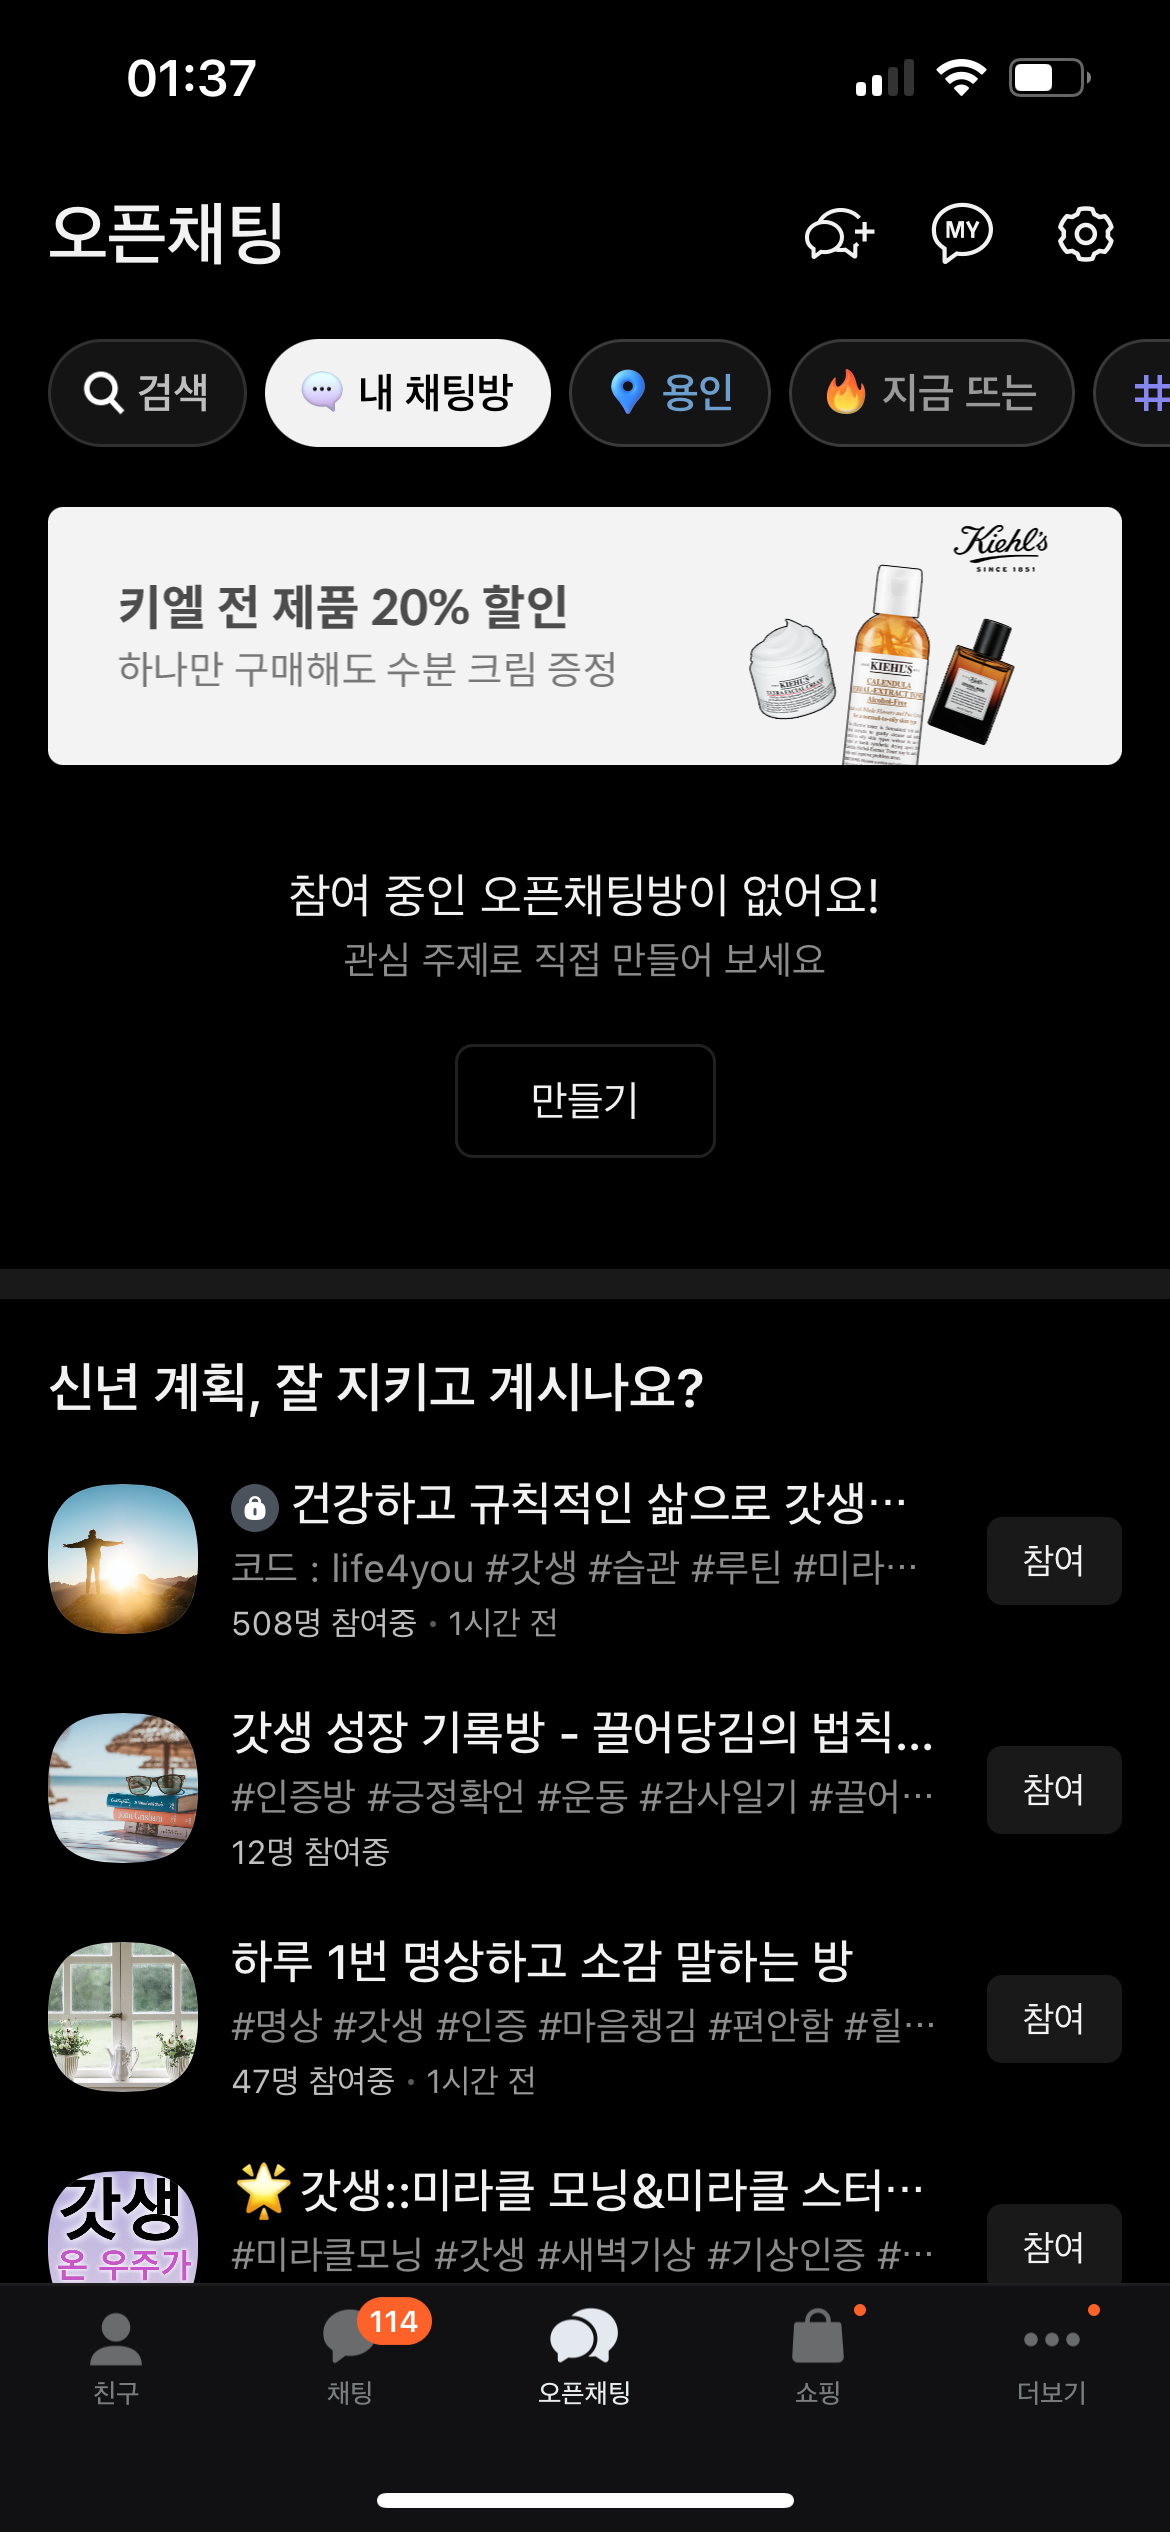 01:37
오픈채팅
MY
검색
내 채팅방
용인
지금 뜨는
#
Kiehl's
SINCE 1851
키엘 전 제품 20% 할인
하나만 구매해도 수분 크림 증정
KIEHL'S
ULTRA FACIAL CREAM
KIEHL'S
CALENDULA
HERBAL-EXTRACT TONER
Alcohol-Free
참여 중인 오픈채팅방이 없어요!
관심 주제로 직접 만들어 보세요
만들기
신년 계획, 잘 지키고 계시나요?
건강하고 규칙적인 삶으로 갓생…
코드 : life4you #갓생 #습관 #루틴 #미라…
508명 참여중 · 1시간 전
참여
갓생 성장 기록방 - 끌어당김의 법칙...
#인증방 #긍정확언 #운동 #감사일기 #끌어…
12명 참여중
참여
하루 1번 명상하고 소감 말하는 방
#명상 #갓생 #인증 #마음챙김 #편안함 #힐…
47명 참여중 · 1시간 전
참여
갓생
온 우주가
🌟갓생::미라클 모닝&미라클 스터…
#미라클모닝 #갓생 #새벽기상 #기상인증 #…
참여
114
친구
채팅
오픈채팅
쇼핑
더보기